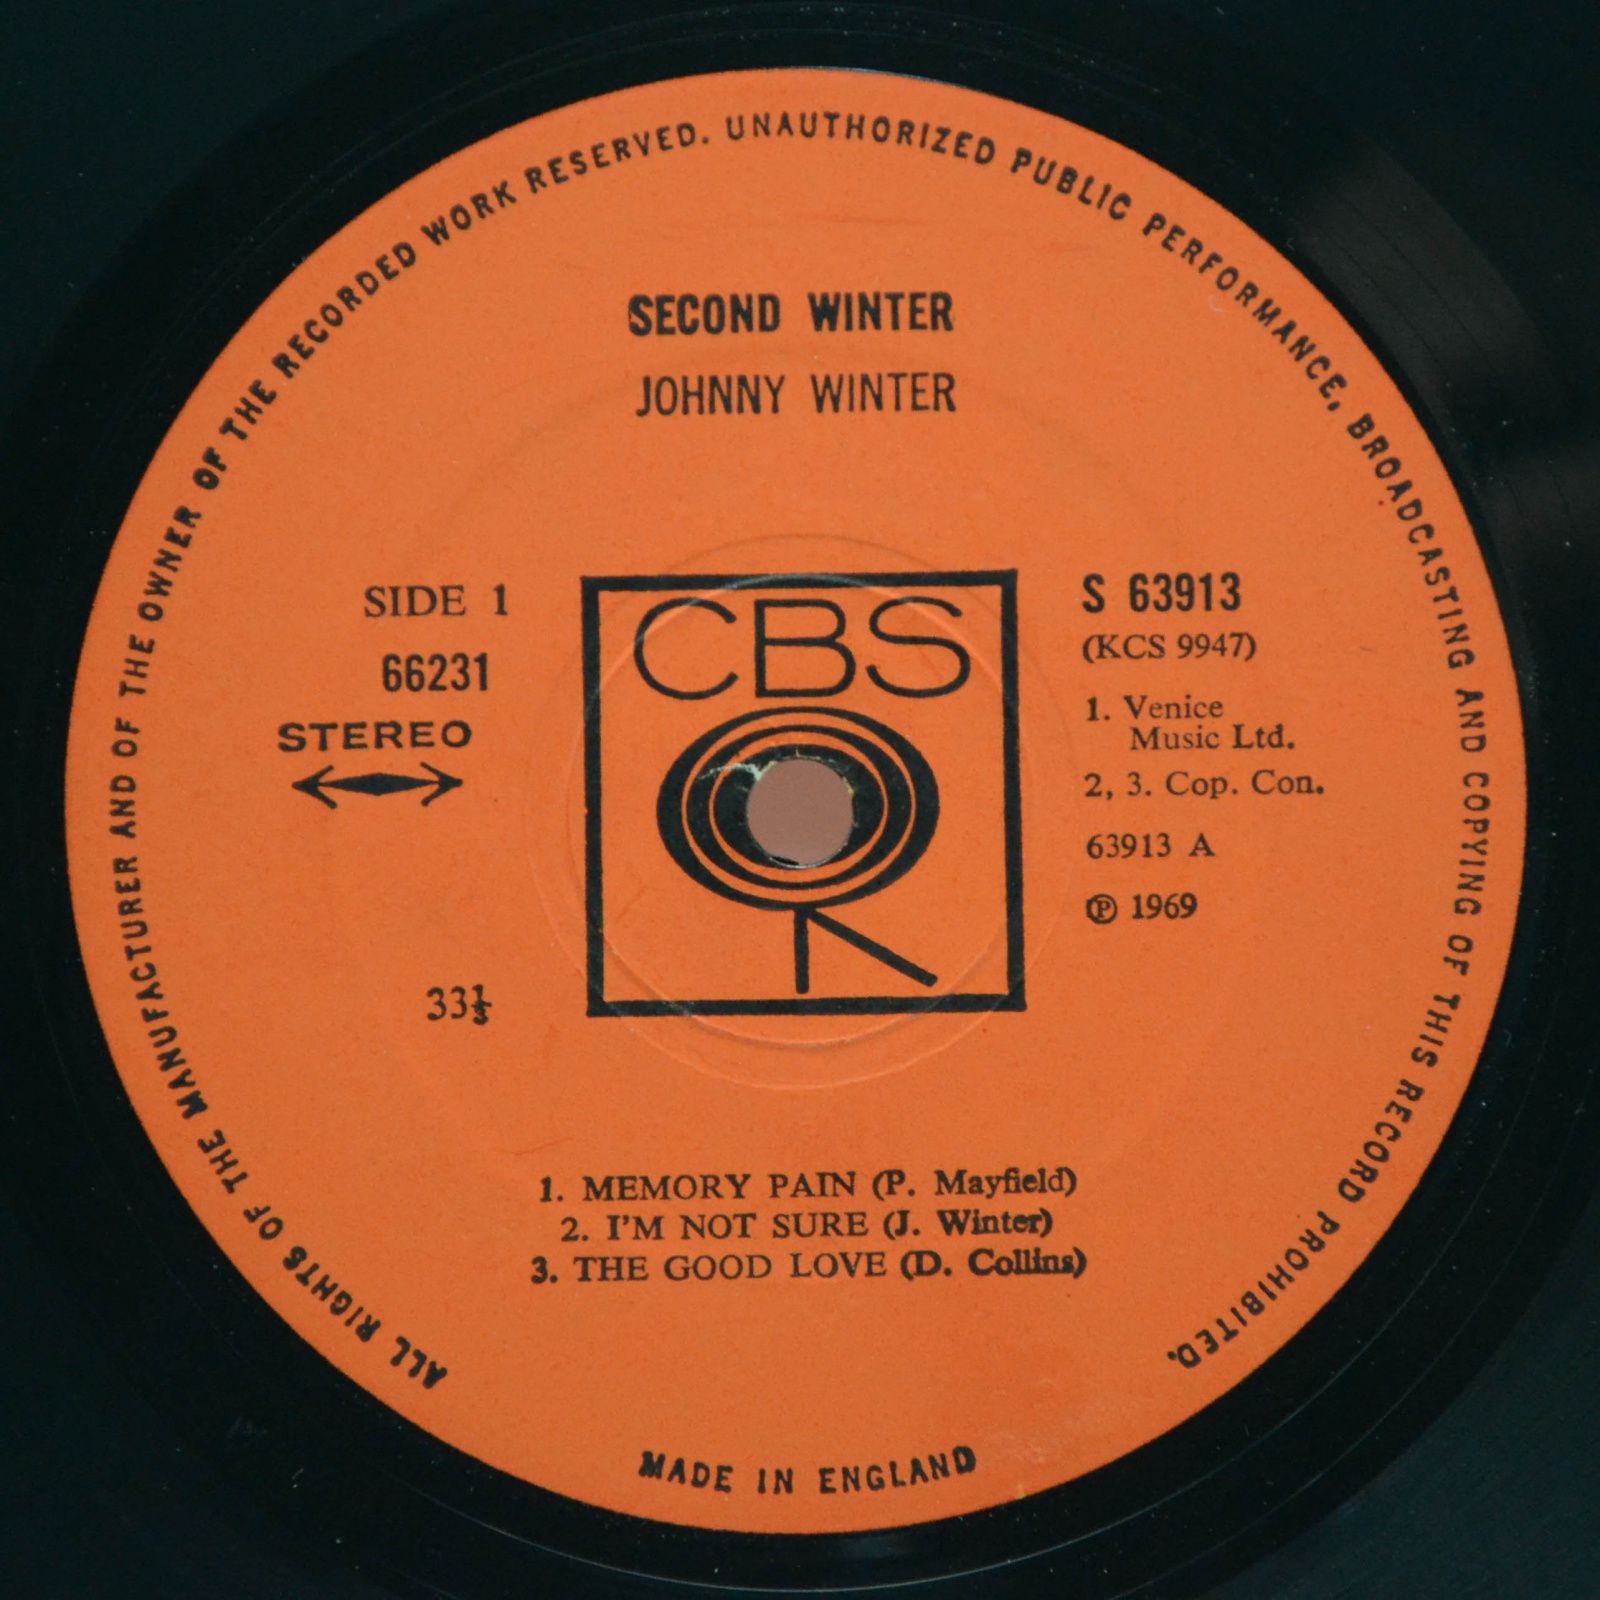 ALL RIGHTS OF THE MANUFACTURER AND OF THE OWNER OF THE RECORDED WORK RESERVED. UNAUTHORIZED PUBLIC PERFORMANCE, BROADCASTING AND COPYING OF THIS RECORD PROHIBITED.
SECOND WINTER
JOHNNY WINTER
SIDE 1
66231
STEREO
33⅓
CBS
S 63913
(KCS 9947)
1. Venice
Music Ltd.
2, 3. Cop. Con.
63913 A
℗ 1969
1. MEMORY PAIN (P. Mayfield)
2. I'M NOT SURE (J. Winter)
3. THE GOOD LOVE (D. Collins)
MADE IN ENGLAND